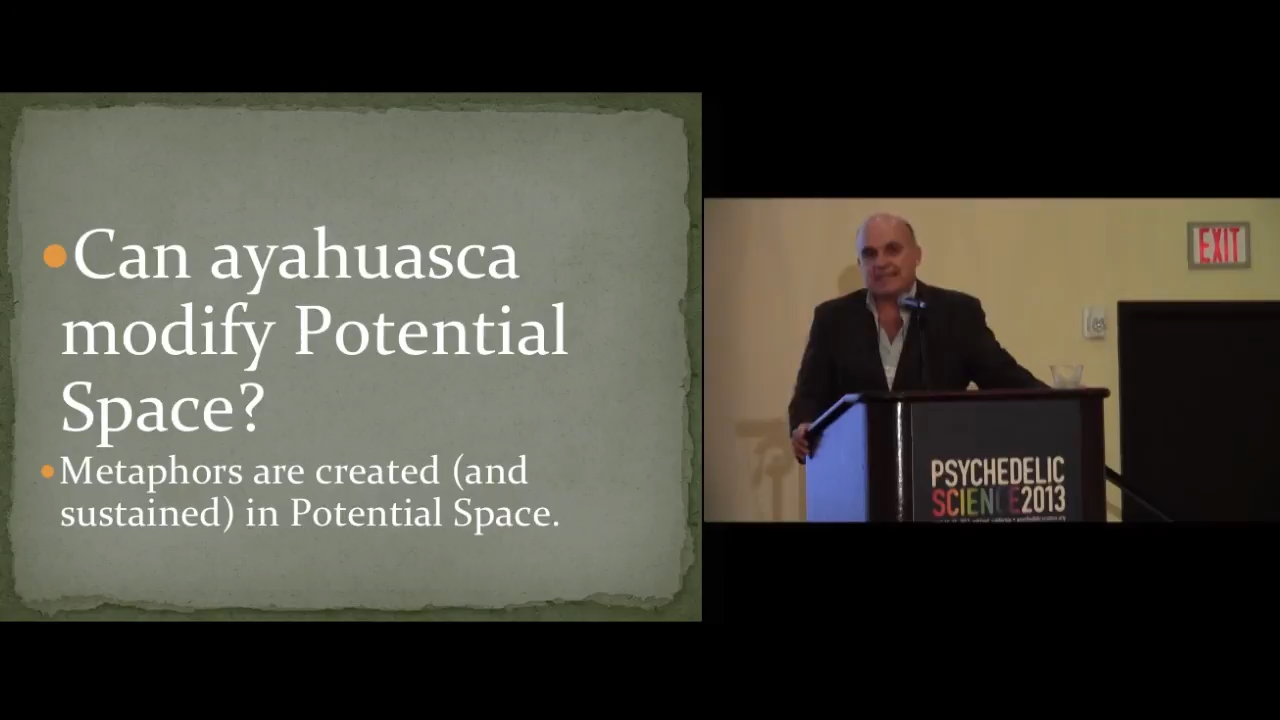 •Can ayahuasca
modify Potential
Space?
•Metaphors are created (and
sustained) in Potential Space.
EXIT
PSYCHEDELIC
SCIENCE2013